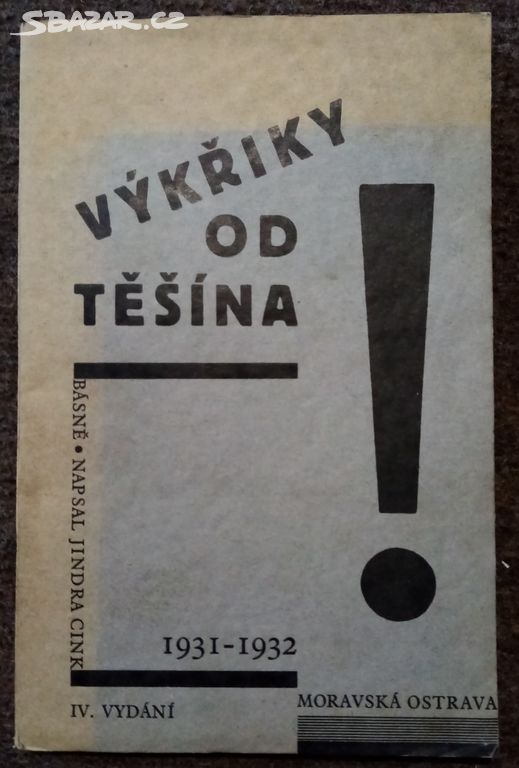 SBAZAR.CZ
VÝKŘIKY
OD
TĚŠÍNA
!
BÁSNĚ • NAPSAL JINDRA CINK
1931-1932
IV. VYDÁNÍ
MORAVSKÁ OSTRAVA